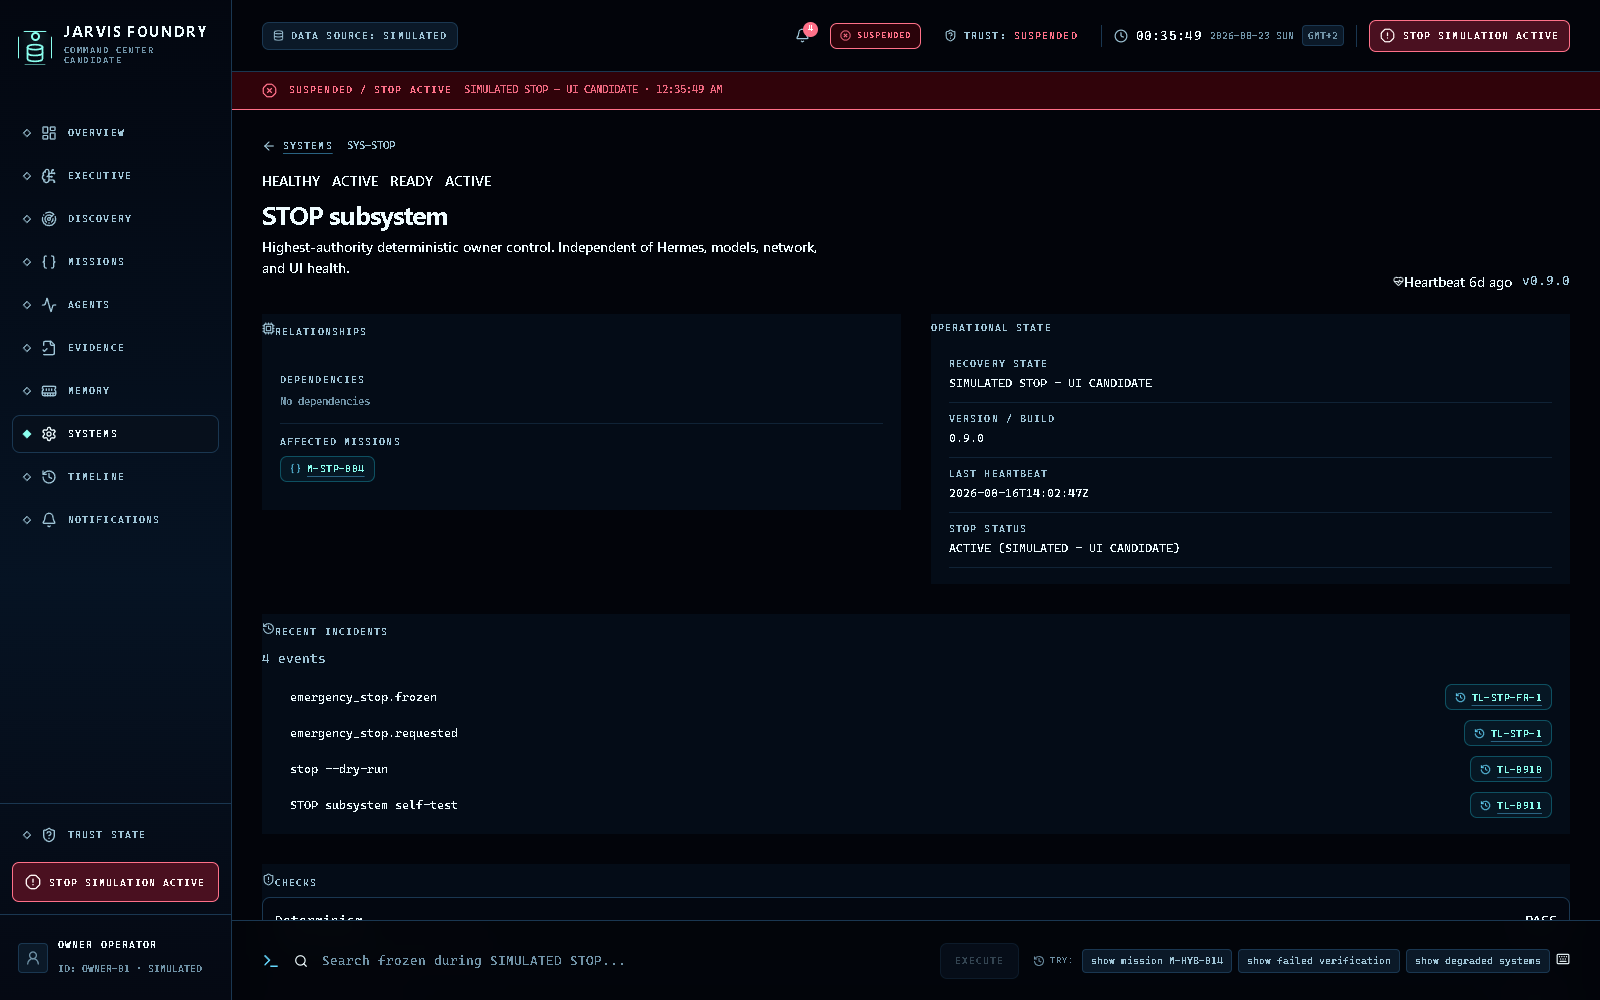 JARVIS FOUNDRY
COMMAND CENTER
CANDIDATE
DATA SOURCE: SIMULATED
4
SUSPENDED
TRUST: SUSPENDED
00:35:49 2026-08-23 SUN GMT+2
STOP SIMULATION ACTIVE
SUSPENDED / STOP ACTIVE SIMULATED STOP — UI CANDIDATE · 12:35:49 AM
OVERVIEW
EXECUTIVE
DISCOVERY
MISSIONS
AGENTS
EVIDENCE
MEMORY
SYSTEMS
TIMELINE
NOTIFICATIONS
TRUST STATE
STOP SIMULATION ACTIVE
OWNER OPERATOR
ID: OWNER-01 · SIMULATED
SYSTEMS SYS-STOP
HEALTHY ACTIVE READY ACTIVE
STOP subsystem
Highest-authority deterministic owner control. Independent of Hermes, models, network,
and UI health.
Heartbeat 6d ago v0.9.0
RELATIONSHIPS
DEPENDENCIES
No dependencies
AFFECTED MISSIONS
M-STP-004
OPERATIONAL STATE
RECOVERY STATE
SIMULATED STOP — UI CANDIDATE
VERSION / BUILD
0.9.0
LAST HEARTBEAT
2026-08-16T14:02:47Z
STOP STATUS
ACTIVE (SIMULATED — UI CANDIDATE)
RECENT INCIDENTS
4 events
emergency_stop.frozen TL-STP-FR-1
emergency_stop.requested TL-STP-1
stop --dry-run TL-0910
STOP subsystem self-test TL-0911
CHECKS
Determinism PASS
Search frozen during SIMULATED STOP...
EXECUTE
TRY: show mission M-HYB-014 show failed verification show degraded systems